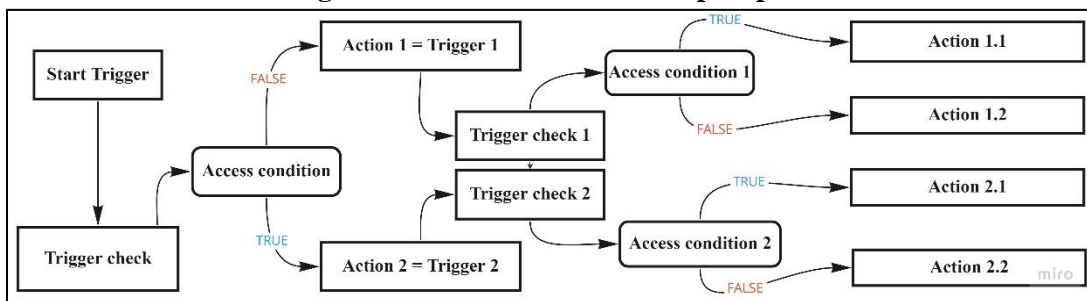 Start Trigger
Trigger check
Access condition
FALSE
TRUE
Action 1 = Trigger 1
Action 2 = Trigger 2
Trigger check 1
Trigger check 2
Access condition 1
TRUE
FALSE
Action 1.1
Action 1.2
Access condition 2
TRUE
FALSE
Action 2.1
Action 2.2
miro